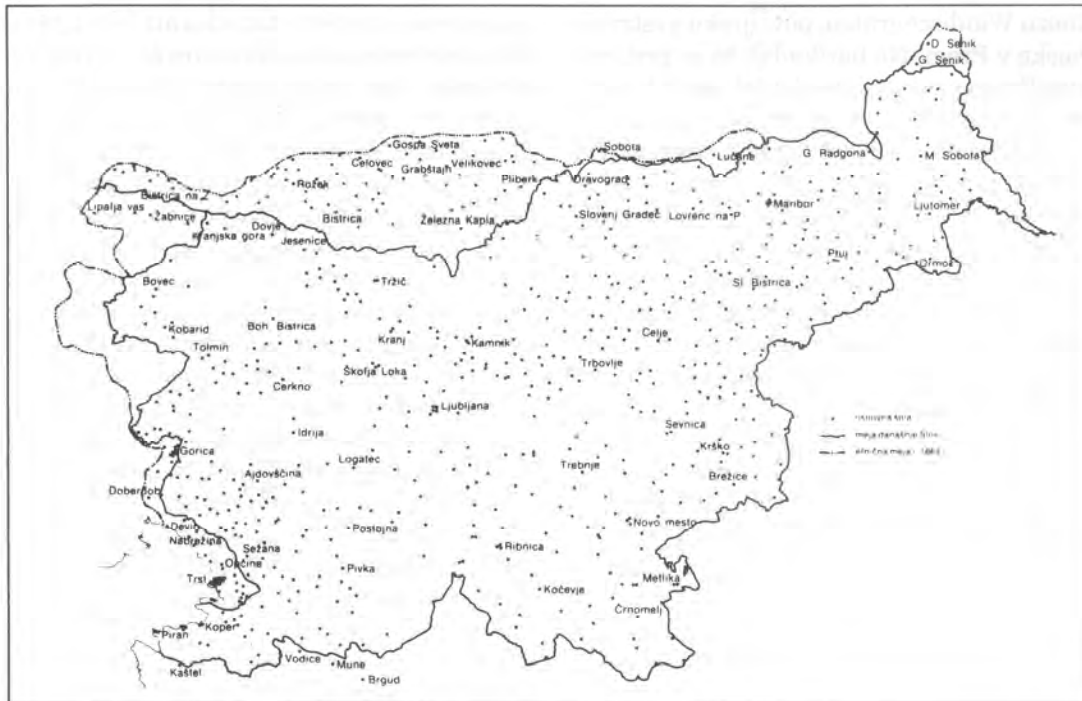 D Senik
G Senik
Gospa Sveta
Sobota
Lučane
G Radgona
M Sobota
Celovec
Velikovec
Grabštajn
Pliberk
Dravograd
Rožek
Bistrica na
Lipalja vas
Žabnice
Bistrica
Železna Kapla
Slovenj Gradec
Lovrenc na P
Maribor
Ljutomer
Kranjska gora
Dovje
Jesenice
Ptuj
Ormož
Bovec
Tržič
Sl Bistrica
Kobarid
Boh Bistrica
Tolmin
Kranj
Kamnik
Celje
Trbovlje
Škofja Loka
Cerkno
Ljubljana
Idrija
Sevnica
Krško
Gorica
Logatec
Trebnje
Ajdovščina
Brežice
Doberdob
Devin
Nabrežina
Postojna
Novo mesto
Sežana
Ribnica
Opčine
Trst
Pivka
Metlika
Kočevje
Črnomelj
Koper
Piran
Kaštel
Vodice
Mune
Brgud